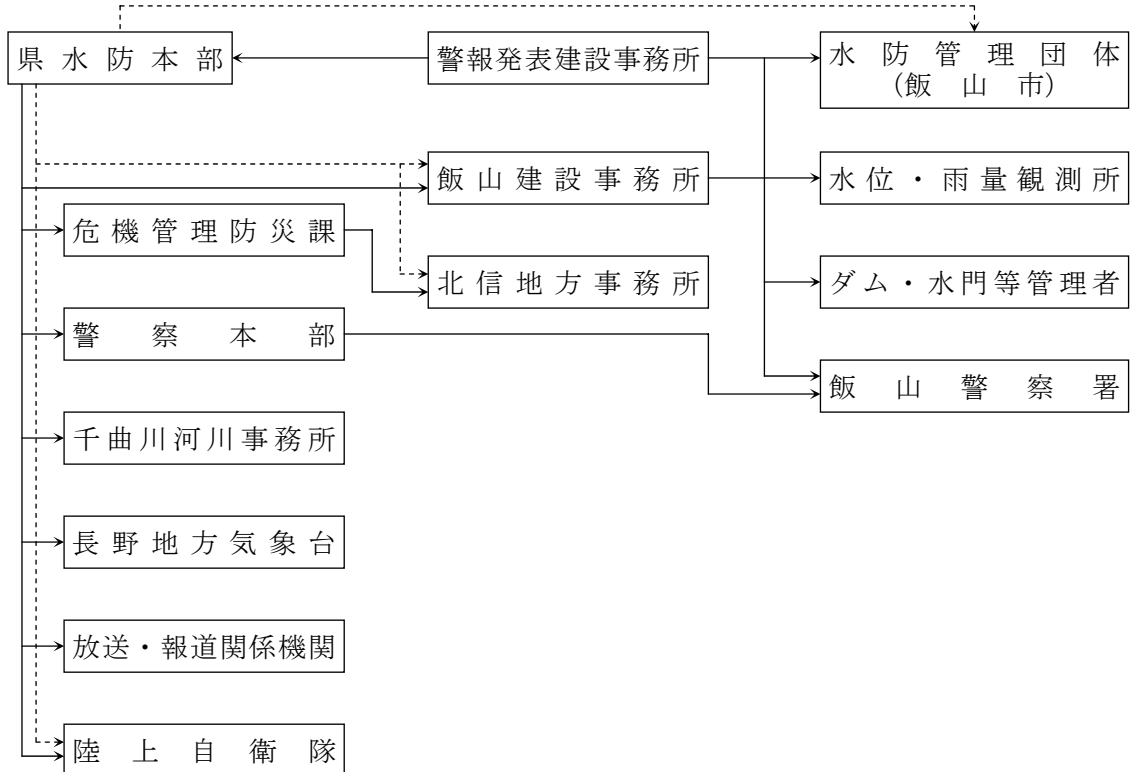 県水防本部
警報発表建設事務所
水防管理団体
(飯山市)
飯山建設事務所
水位・雨量観測所
危機管理防災課
北信地方事務所
ダム・水門等管理者
警察本部
飯山警察署
千曲川河川事務所
長野地方気象台
放送・報道関係機関
陸上自衛隊